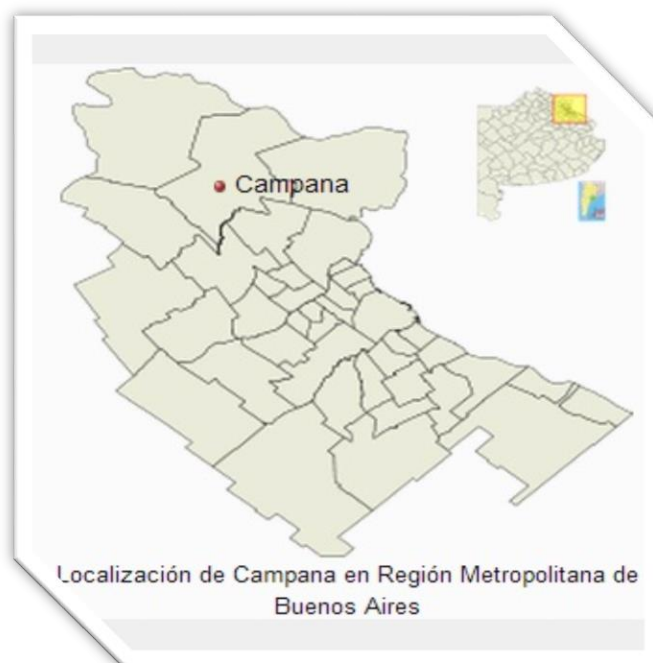 Campana
Localización de Campana en Región Metropolitana de
Buenos Aires